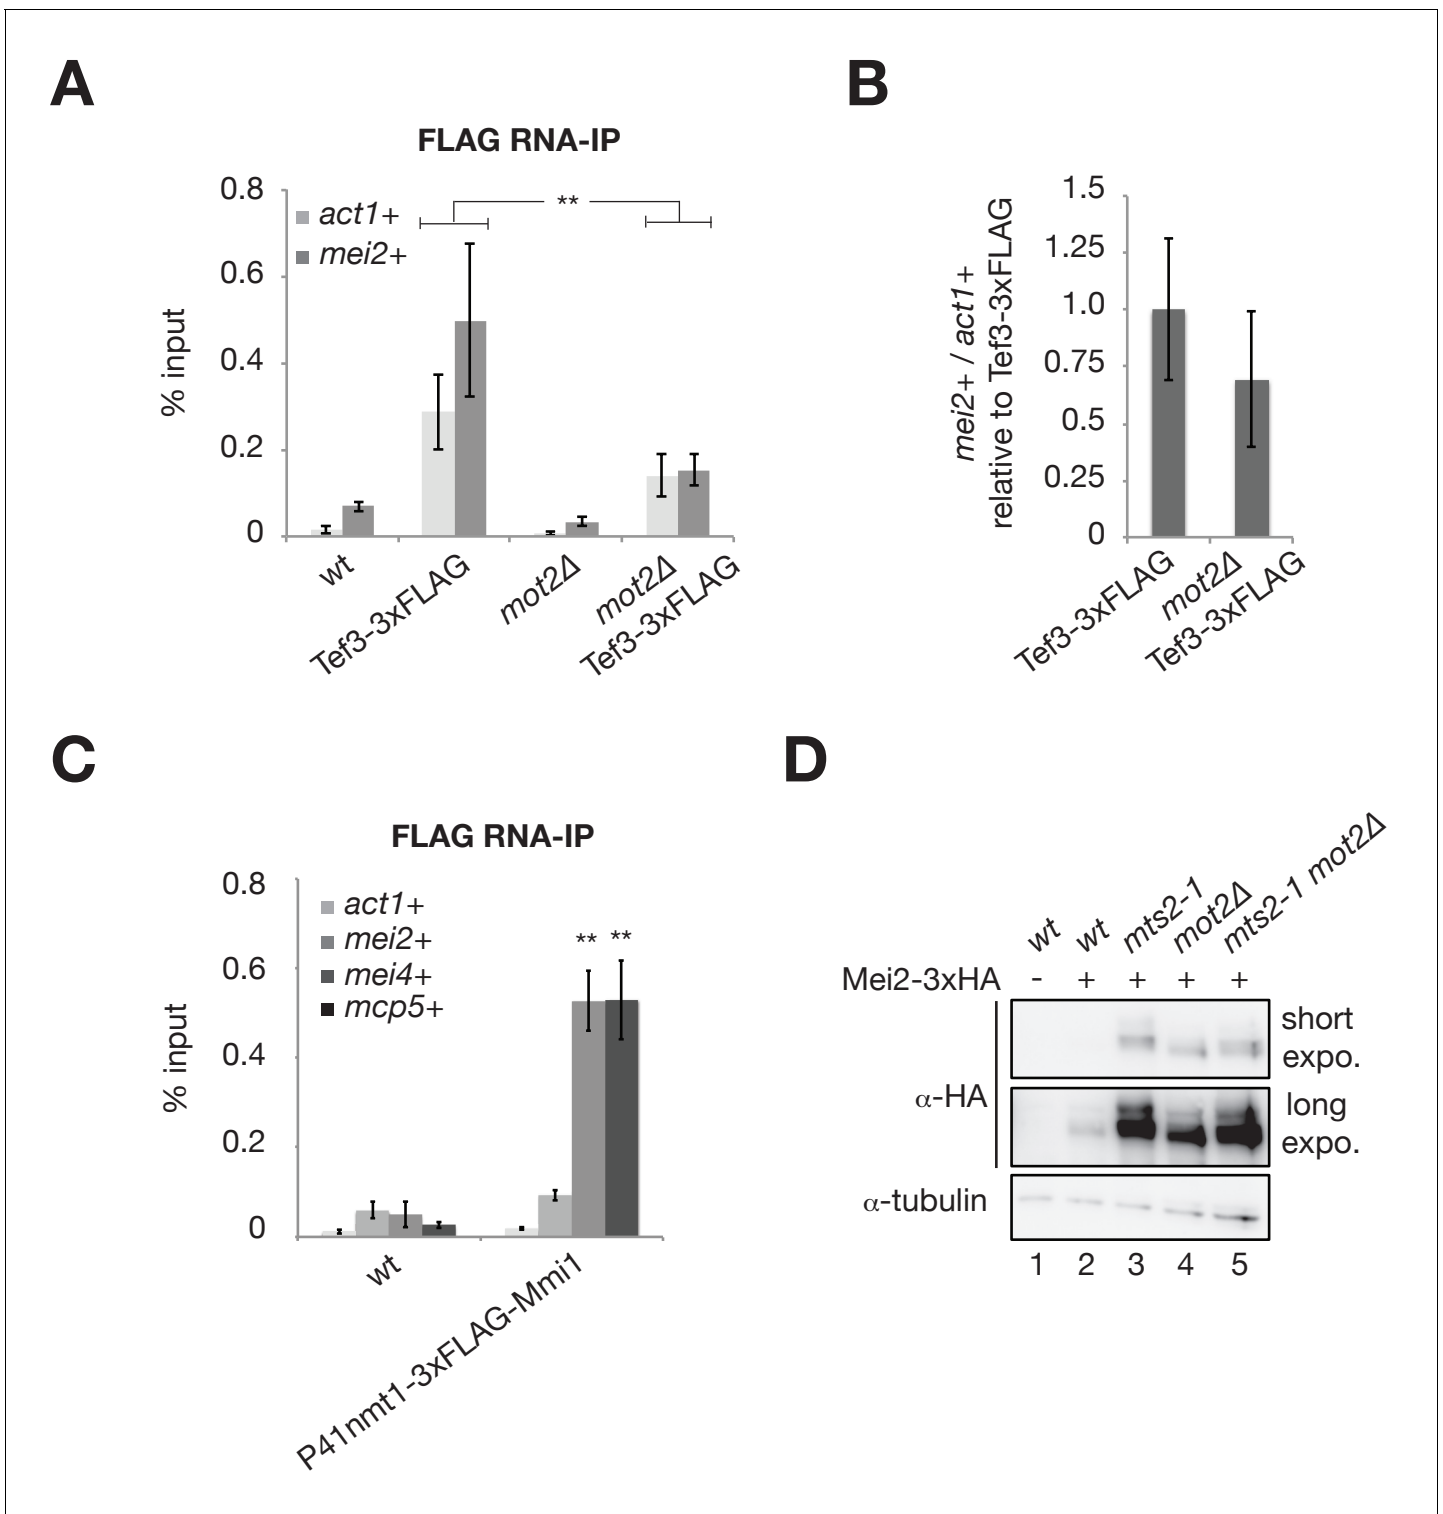 A
FLAG RNA-IP
0.8
0.6
0.4
0.2
0
% input
act1+
mei2+
**
wt
Tef3-3xFLAG
mot2Δ
mot2Δ
Tef3-3xFLAG
B
mei2+ / act1+
relative to Tef3-3xFLAG
1.5
1.25
1.0
0.75
0.5
0.25
0
Tef3-3xFLAG
mot2Δ
Tef3-3xFLAG
C
FLAG RNA-IP
0.8
0.6
0.4
0.2
0
% input
act1+
mei2+
mei4+
mcp5+
** **
wt
P41nmt1-3xFLAG-Mmi1
D
wt wt mts2-1 mot2Δ mts2-1 mot2Δ
Mei2-3xHA - + + + +
α-HA
short
expo.
long
expo.
α-tubulin
1 2 3 4 5